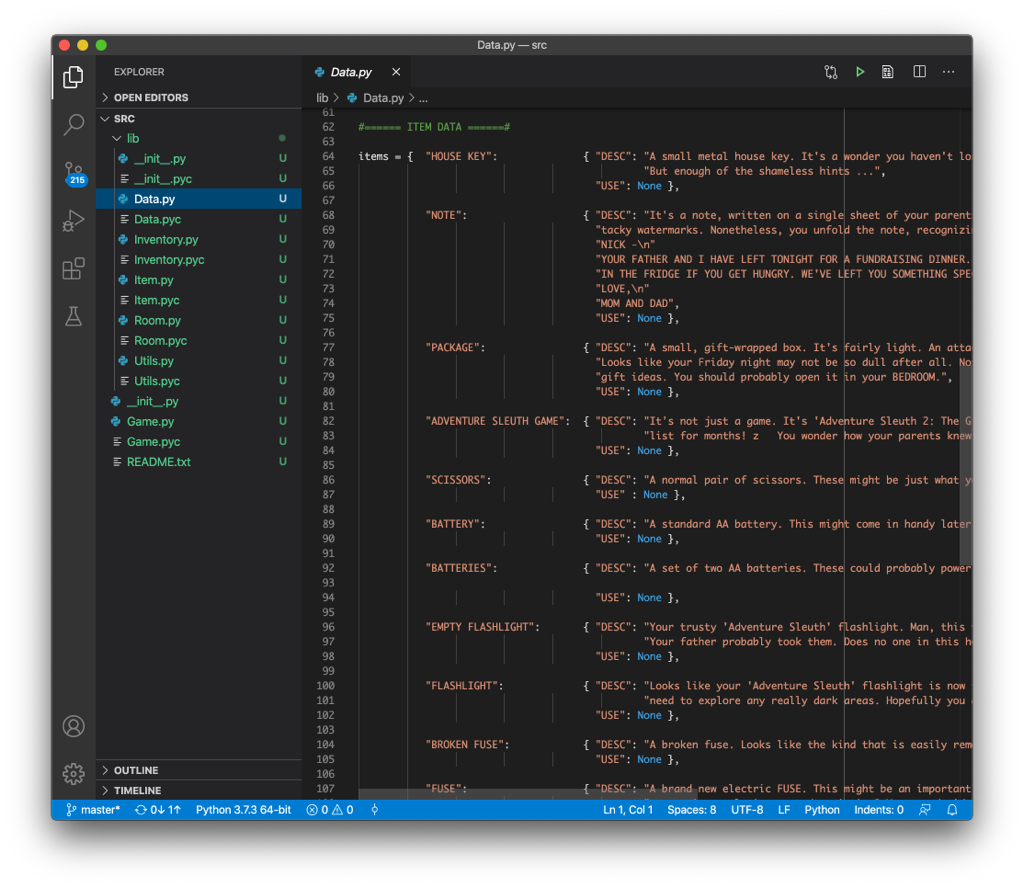 Data.py — src
EXPLORER
OPEN EDITORS
SRC
lib
__init__.py U
__init__.pyc U
Data.py U
Data.pyc U
Inventory.py U
Inventory.pyc U
Item.py U
Item.pyc U
Room.py U
Room.pyc U
Utils.py U
Utils.pyc U
__init__.py U
Game.py U
Game.pyc U
README.txt U
215
OUTLINE
TIMELINE
Data.py
lib > Data.py > ...
61
62 #====== ITEM DATA ======#
63
64 items = { "HOUSE KEY": { "DESC": "A small metal house key. It's a wonder you haven't lo
65 "But enough of the shameless hints ...",
66 "USE": None },
67
68 "NOTE": { "DESC": "It's a note, written on a single sheet of your parent
69 "tacky watermarks. Nonetheless, you unfold the note, recognizi
70 "NICK -\n"
71 "YOUR FATHER AND I HAVE LEFT TONIGHT FOR A FUNDRAISING DINNER.
72 "IN THE FRIDGE IF YOU GET HUNGRY. WE'VE LEFT YOU SOMETHING SPE
73 "LOVE,\n"
74 "MOM AND DAD",
75 "USE": None },
76
77 "PACKAGE": { "DESC": "A small, gift-wrapped box. It's fairly light. An atta
78 "Looks like your Friday night may not be so dull after all. No
79 "gift ideas. You should probably open it in your BEDROOM.",
80 "USE": None },
81
82 "ADVENTURE SLEUTH GAME": { "DESC": "It's not just a game. It's 'Adventure Sleuth 2: The G
83 "list for months! z You wonder how your parents knew
84 "USE": None },
85
86 "SCISSORS": { "DESC": "A normal pair of scissors. These might be just what y
87 "USE" : None },
88
89 "BATTERY": { "DESC": "A standard AA battery. This might come in handy later
90 "USE": None },
91
92 "BATTERIES": { "DESC": "A set of two AA batteries. These could probably power
93
94 "USE": None },
95
96 "EMPTY FLASHLIGHT": { "DESC": "Your trusty 'Adventure Sleuth' flashlight. Man, this
97 "Your father probably took them. Does no one in this h
98 "USE": None },
99
100 "FLASHLIGHT": { "DESC": "Looks like your 'Adventure Sleuth' flashlight is now
101 "need to explore any really dark areas. Hopefully you
102 "USE": None },
103
104 "BROKEN FUSE": { "DESC": "A broken fuse. Looks like the kind that is easily rem
105 "USE": None },
106
107 "FUSE": { "DESC": "A brand new electric FUSE. This might be an important
master* 0↓ 1↑ Python 3.7.3 64-bit 0 0 Ln 1, Col 1 Spaces: 8 UTF-8 LF Python Indents: 0